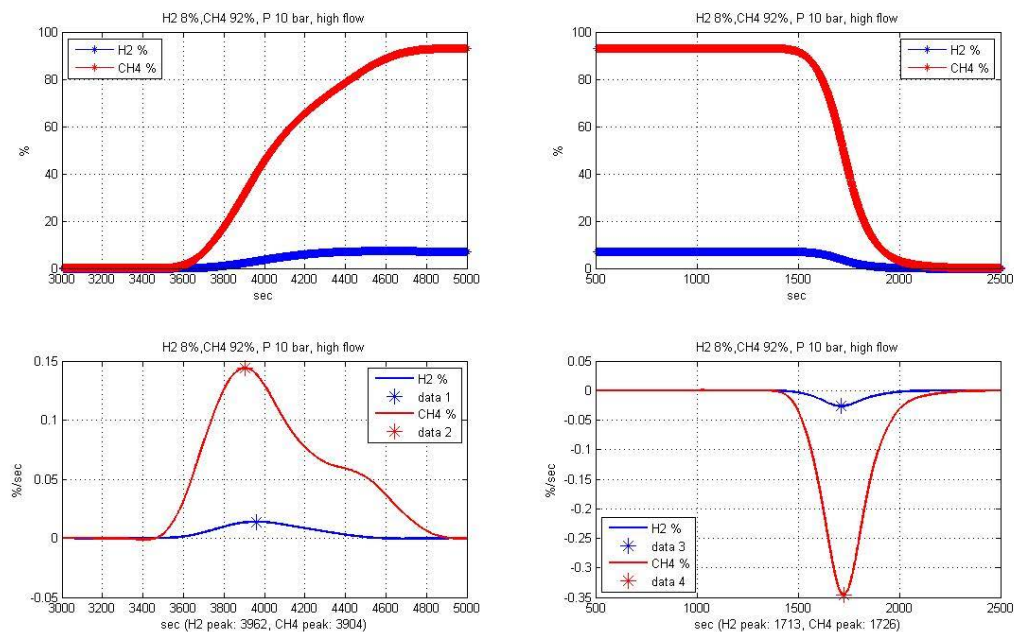 H2 8%,CH4 92%, P 10 bar, high flow
100
80
60
40
20
0
%
H2 %
CH4 %
3000 3200 3400 3600 3800 4000 4200 4400 4600 4800 5000
sec
H2 8%,CH4 92%, P 10 bar, high flow
100
80
60
40
20
0
%
H2 %
CH4 %
500 1000 1500 2000 2500
sec
H2 8%,CH4 92%, P 10 bar, high flow
0.15
0.1
0.05
0
-0.05
%/sec
H2 %
data 1
CH4 %
data 2
3000 3200 3400 3600 3800 4000 4200 4400 4600 4800 5000
sec (H2 peak: 3962, CH4 peak: 3904)
H2 8%,CH4 92%, P 10 bar, high flow
0.05
0
-0.05
-0.1
-0.15
-0.2
-0.25
-0.3
-0.35
%/sec
H2 %
data 3
CH4 %
data 4
500 1000 1500 2000 2500
sec (H2 peak: 1713, CH4 peak: 1726)